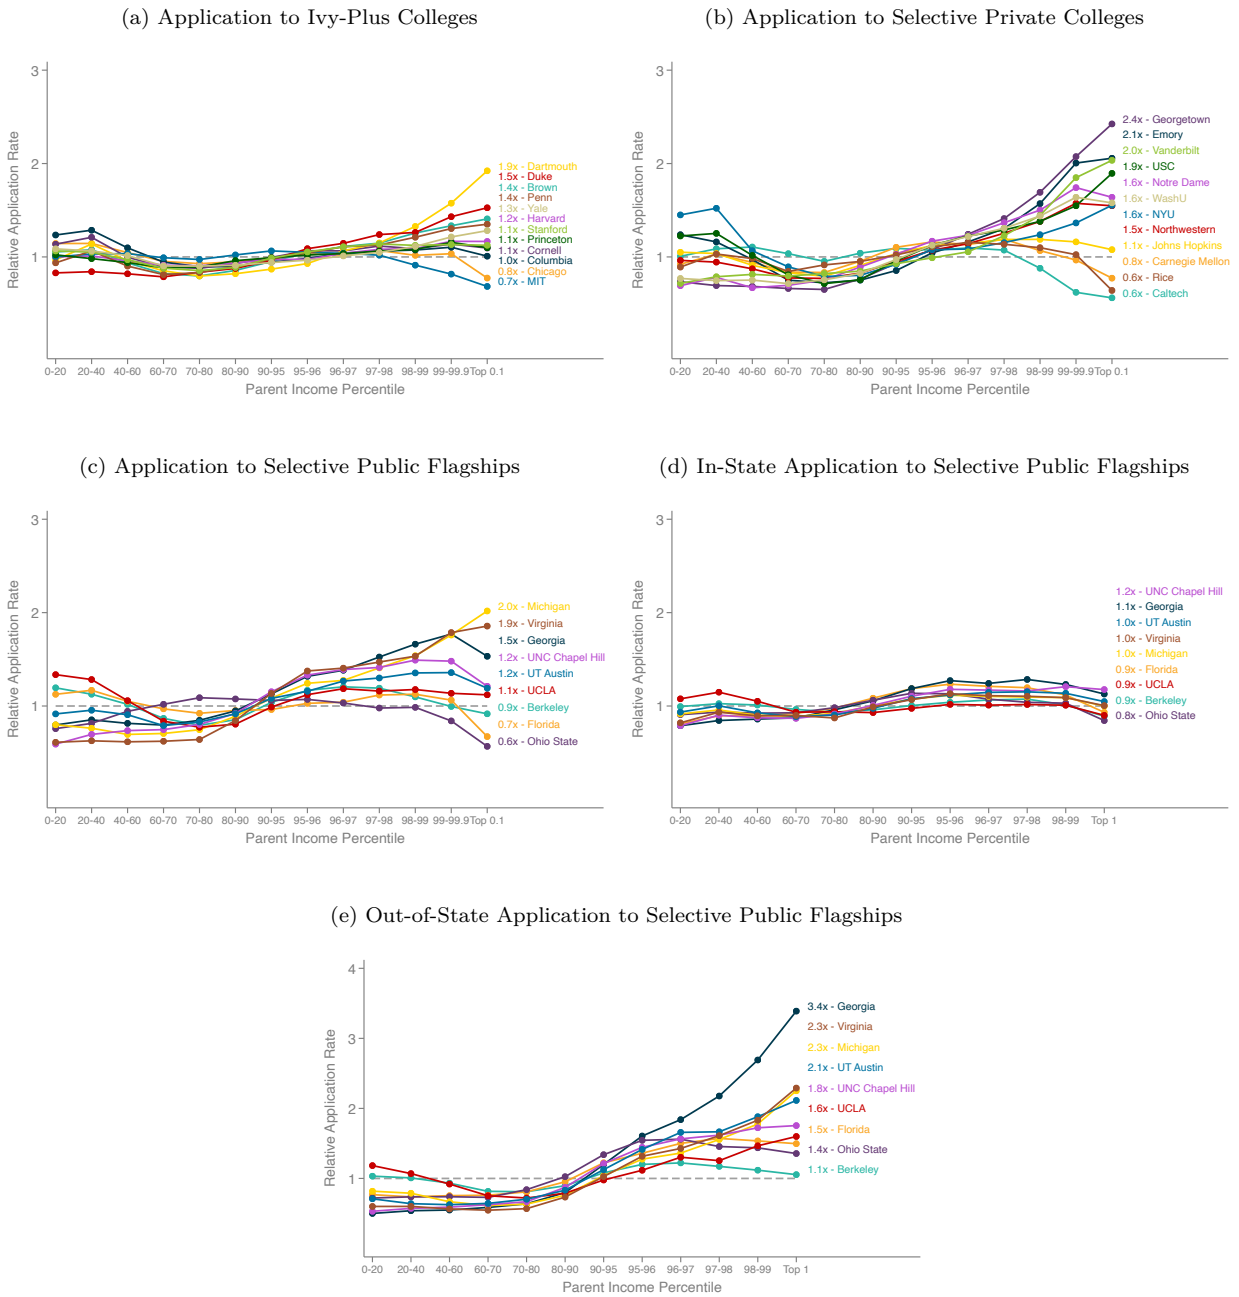 (a) Application to Ivy-Plus Colleges
Relative Application Rate
3
2
1
1.9x - Dartmouth
1.5x - Duke
1.4x - Brown
1.4x - Penn
1.3x - Yale
1.2x - Harvard
1.1x - Stanford
1.1x - Princeton
1.1x - Cornell
1.0x - Columbia
0.8x - Chicago
0.7x - MIT
0-20 20-40 40-60 60-70 70-80 80-90 90-95 95-96 96-97 97-98 98-99 99-99.9 Top 0.1
Parent Income Percentile
(b) Application to Selective Private Colleges
Relative Application Rate
3
2
1
2.4x - Georgetown
2.1x - Emory
2.0x - Vanderbilt
1.9x - USC
1.6x - Notre Dame
1.6x - WashU
1.6x - NYU
1.5x - Northwestern
1.1x - Johns Hopkins
0.8x - Carnegie Mellon
0.6x - Rice
0.6x - Caltech
0-20 20-40 40-60 60-70 70-80 80-90 90-95 95-96 96-97 97-98 98-99 99-99.9 Top 0.1
Parent Income Percentile
(c) Application to Selective Public Flagships
Relative Application Rate
3
2
1
2.0x - Michigan
1.9x - Virginia
1.5x - Georgia
1.2x - UNC Chapel Hill
1.2x - UT Austin
1.1x - UCLA
0.9x - Berkeley
0.7x - Florida
0.6x - Ohio State
0-20 20-40 40-60 60-70 70-80 80-90 90-95 95-96 96-97 97-98 98-99 99-99.9 Top 0.1
Parent Income Percentile
(d) In-State Application to Selective Public Flagships
Relative Application Rate
3
2
1
1.2x - UNC Chapel Hill
1.1x - Georgia
1.0x - UT Austin
1.0x - Virginia
1.0x - Michigan
0.9x - Florida
0.9x - UCLA
0.9x - Berkeley
0.8x - Ohio State
0-20 20-40 40-60 60-70 70-80 80-90 90-95 95-96 96-97 97-98 98-99 Top 1
Parent Income Percentile
(e) Out-of-State Application to Selective Public Flagships
Relative Application Rate
4
3
2
1
3.4x - Georgia
2.3x - Virginia
2.3x - Michigan
2.1x - UT Austin
1.8x - UNC Chapel Hill
1.6x - UCLA
1.5x - Florida
1.4x - Ohio State
1.1x - Berkeley
0-20 20-40 40-60 60-70 70-80 80-90 90-95 95-96 96-97 97-98 98-99 Top 1
Parent Income Percentile